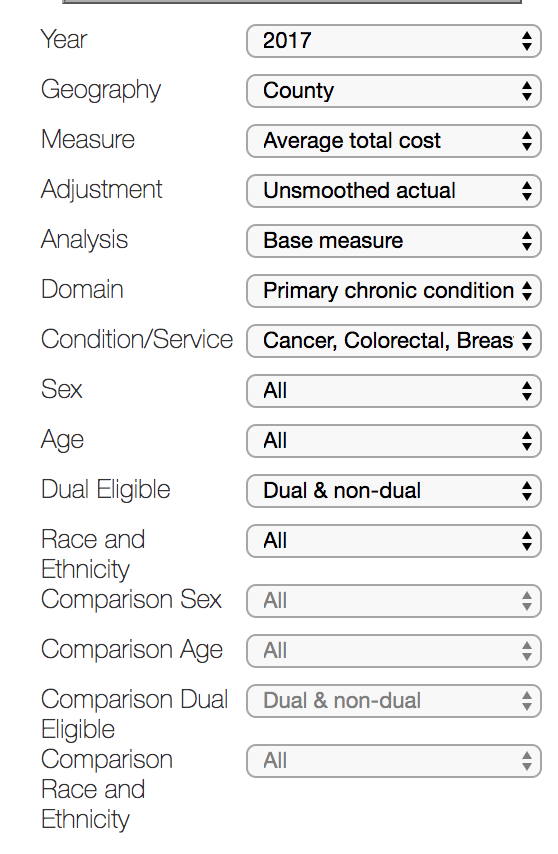 Year 2017
Geography County
Measure Average total cost
Adjustment Unsmoothed actual
Analysis Base measure
Domain Primary chronic condition
Condition/Service Cancer, Colorectal, Breas
Sex All
Age All
Dual Eligible Dual & non-dual
Race and All
Ethnicity
Comparison Sex All
Comparison Age All
Comparison Dual Dual & non-dual
Eligible
Comparison All
Race and
Ethnicity